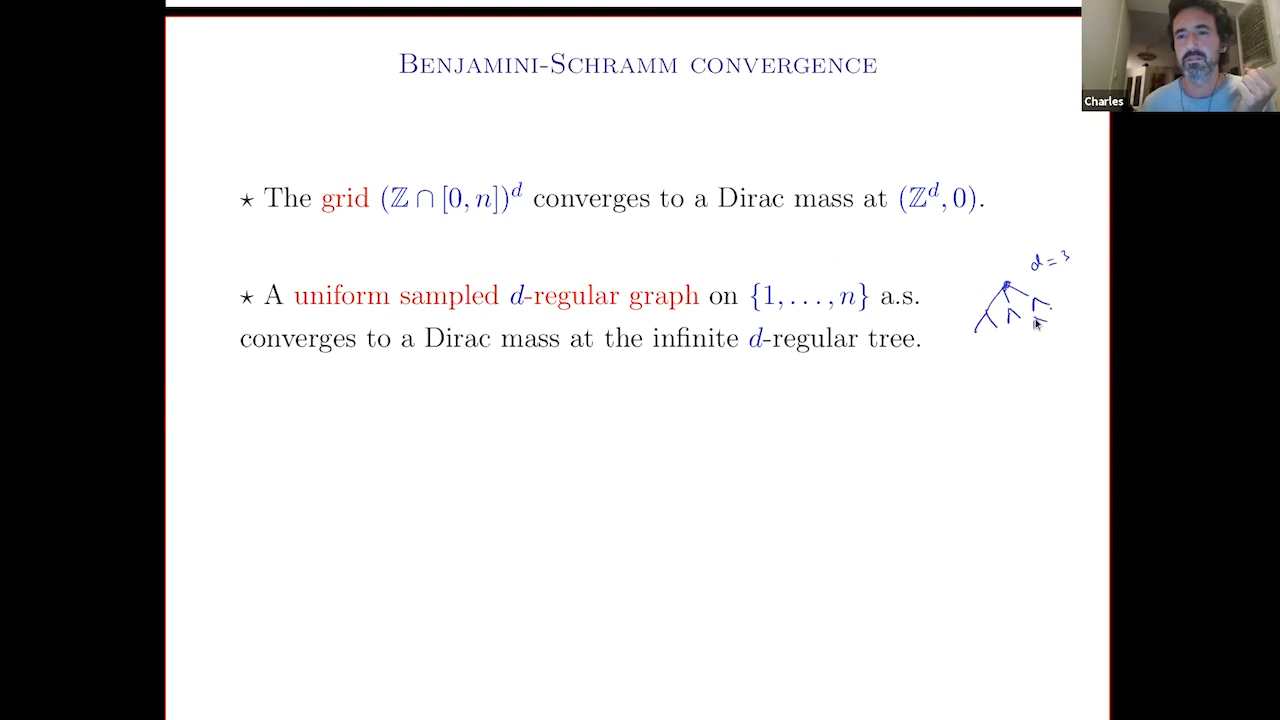 BENJAMINI-SCHRAMM CONVERGENCE
Charles
⋆ The grid (ℤ ∩ [0, n])^d converges to a Dirac mass at (ℤ^d, 0).
d = 3
⋆ A uniform sampled d-regular graph on {1, . . . , n} a.s.
converges to a Dirac mass at the infinite d-regular tree.